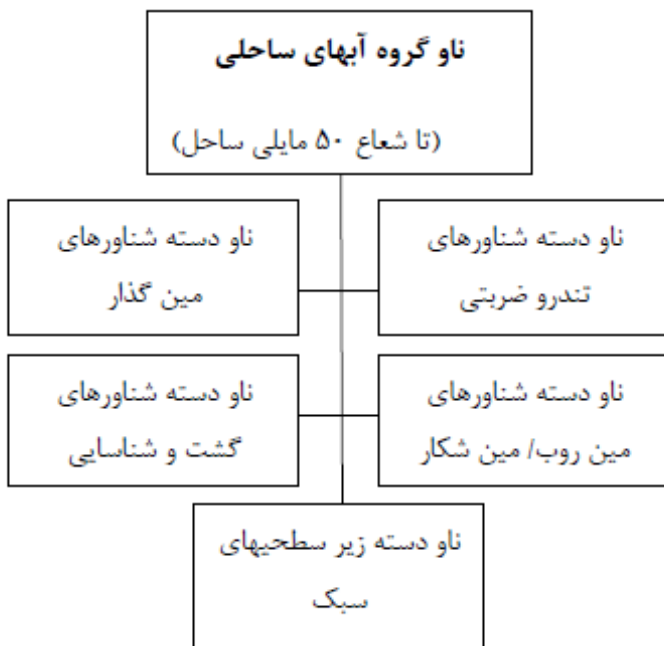 ناو گروه آبهای ساحلی
(تا شعاع ۵۰ مایلی ساحل)
ناو دسته شناورهای
تندرو ضربتی
ناو دسته شناورهای
مین گذار
ناو دسته شناورهای
مین روب/ مین شکار
ناو دسته شناورهای
گشت و شناسایی
ناو دسته زیر سطحیهای
سبک